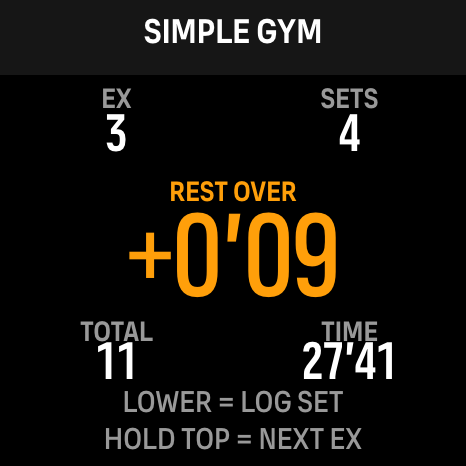 SIMPLE GYM
EX SETS
3 4
REST OVER
+0'09
TOTAL TIME
11 27'41
LOWER = LOG SET
HOLD TOP = NEXT EX